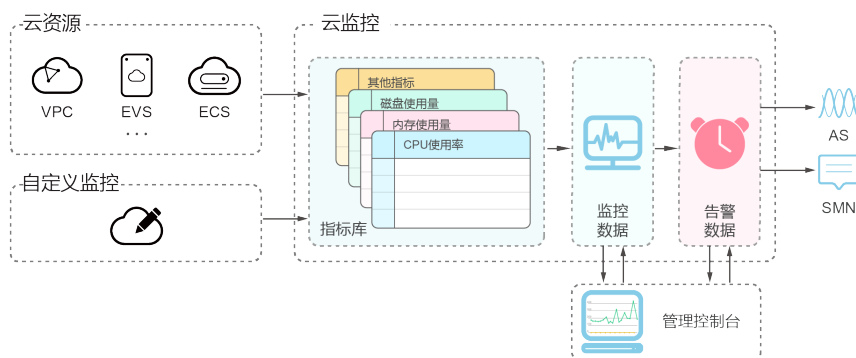 云资源
云监控
VPC
EVS
ECS
...
自定义监控
其他指标
磁盘使用量
内存使用量
CPU使用率
指标库
监控
数据
告警
数据
AS
SMN
管理控制台